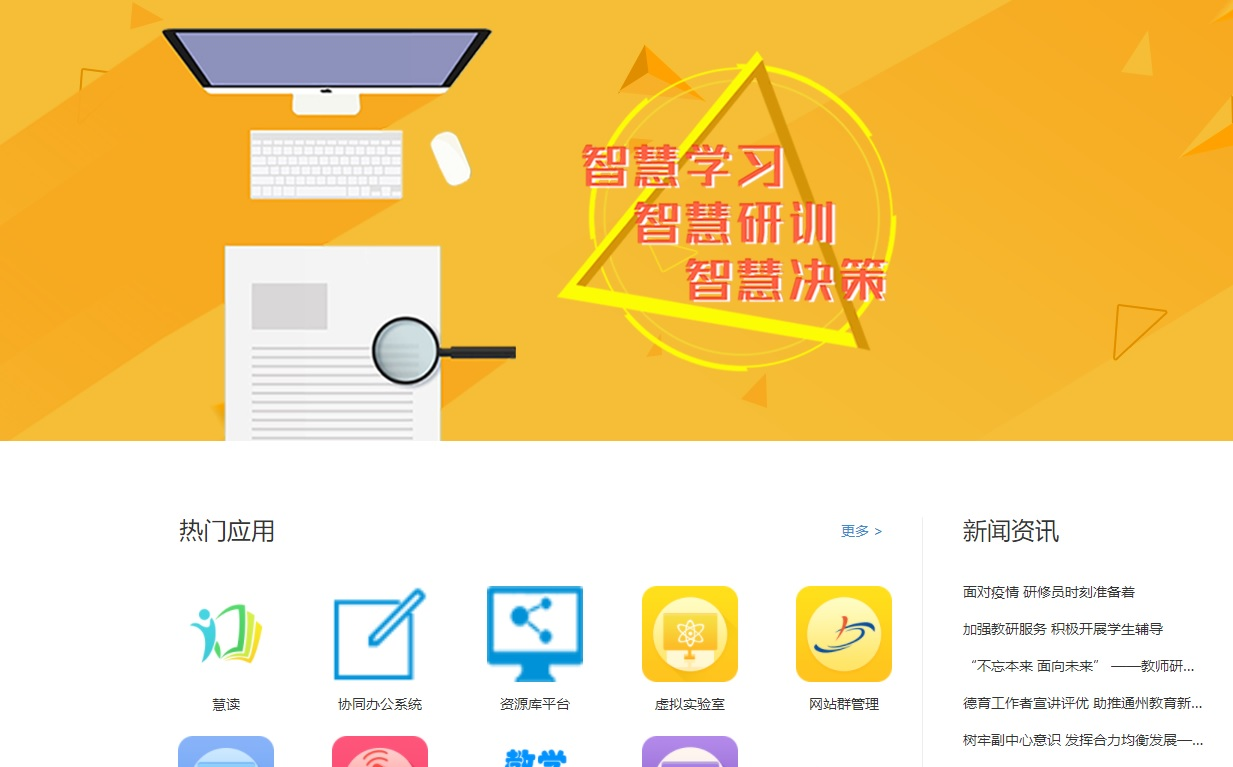 智慧学习
智慧研训
智慧决策
热门应用
更多 >
慧读
协同办公系统
资源库平台
虚拟实验室
网站群管理
新闻资讯
面对疫情 研修员时刻准备着
加强教研服务 积极开展学生辅导
“不忘本来 面向未来” ——教师研...
德育工作者宣讲评优 助推通州教育新...
树牢副中心意识 发挥合力均衡发展—...